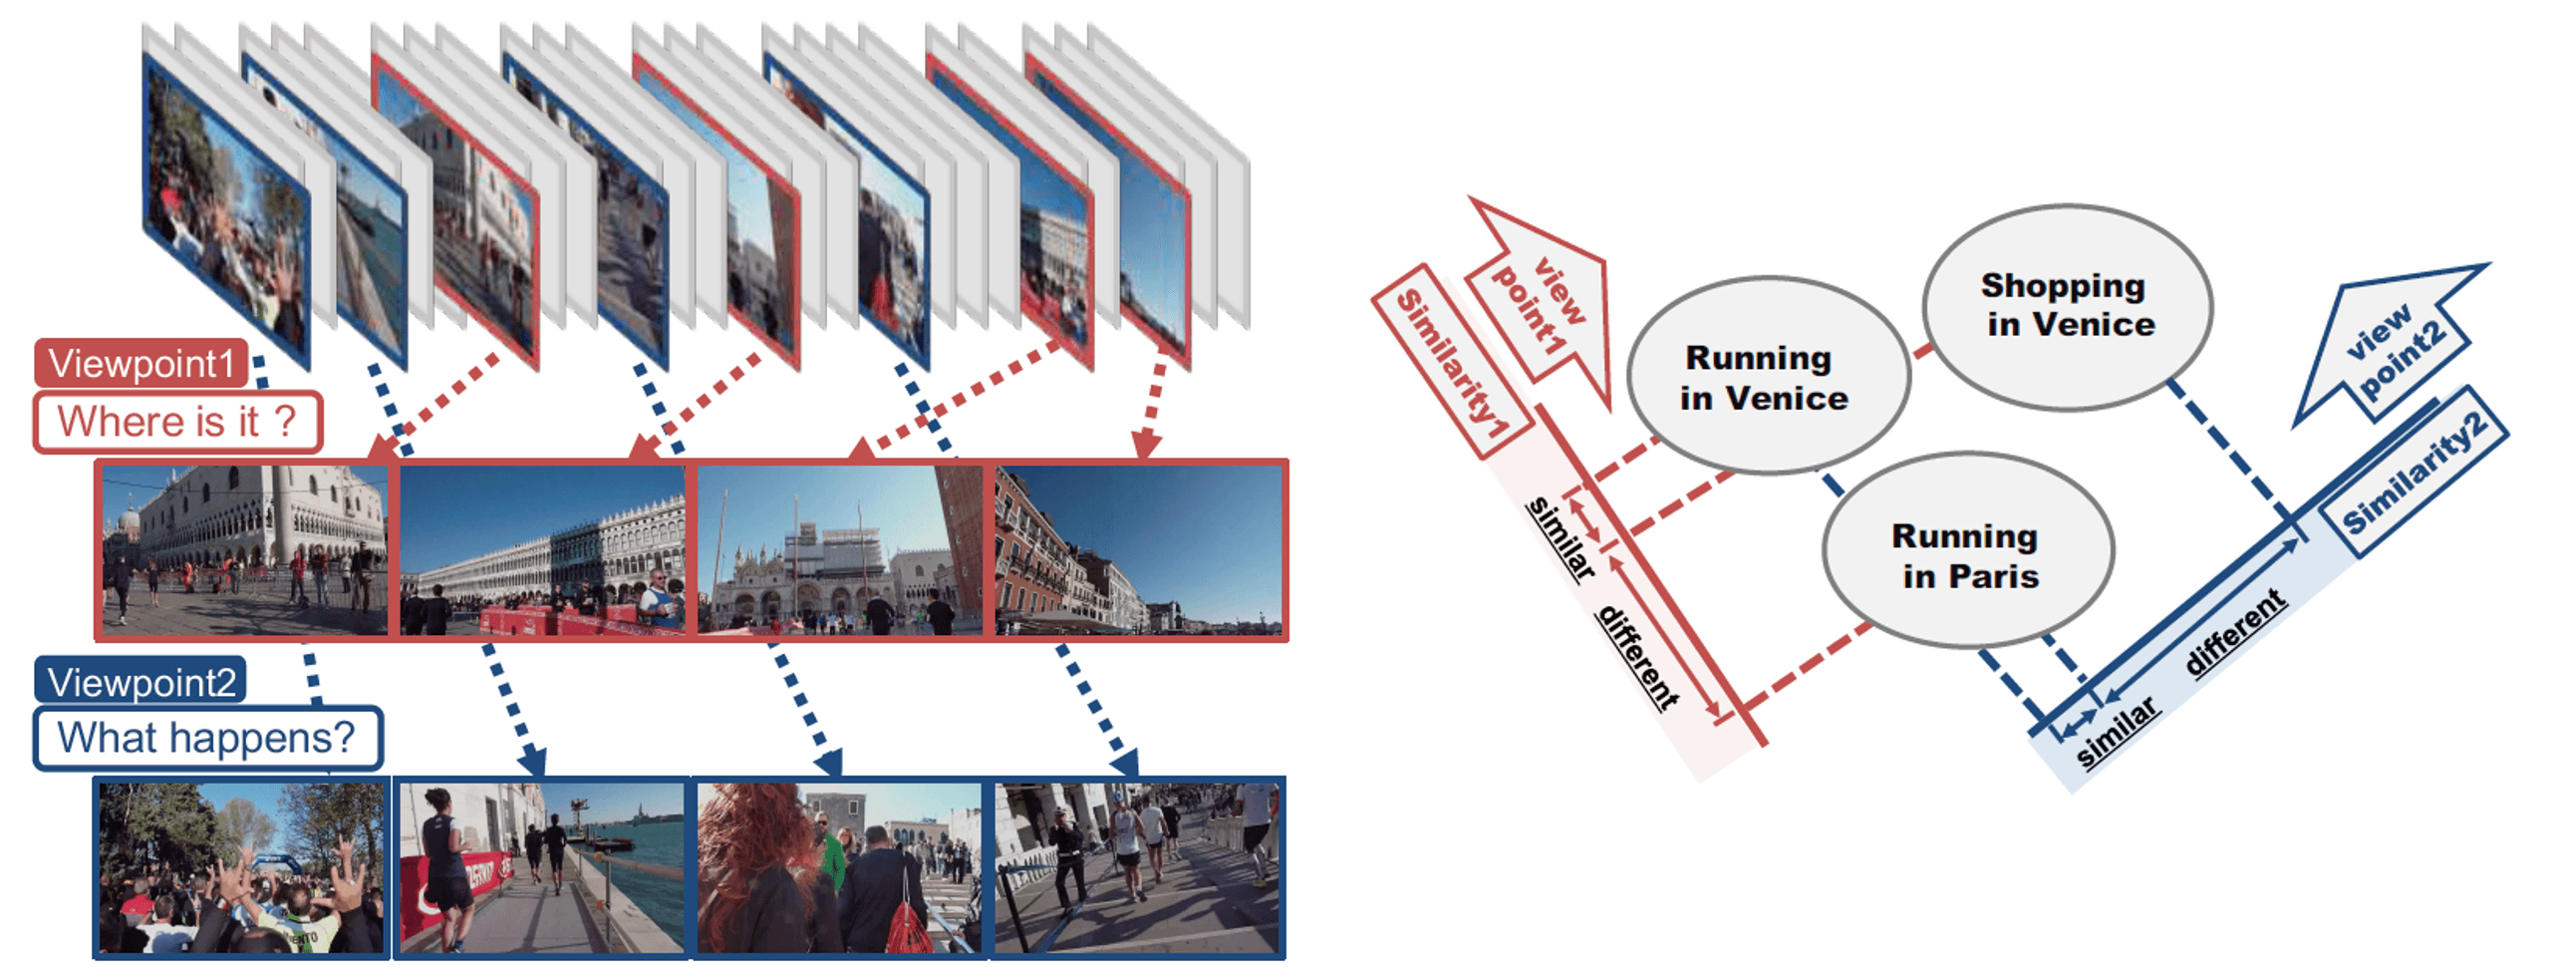 Viewpoint1
Where is it ?
Viewpoint2
What happens?
ENTO
Similarity1
view
point1
Running
in Venice
Shopping
in Venice
Running
in Paris
view
point2
Similarity2
similar
different
similar
different